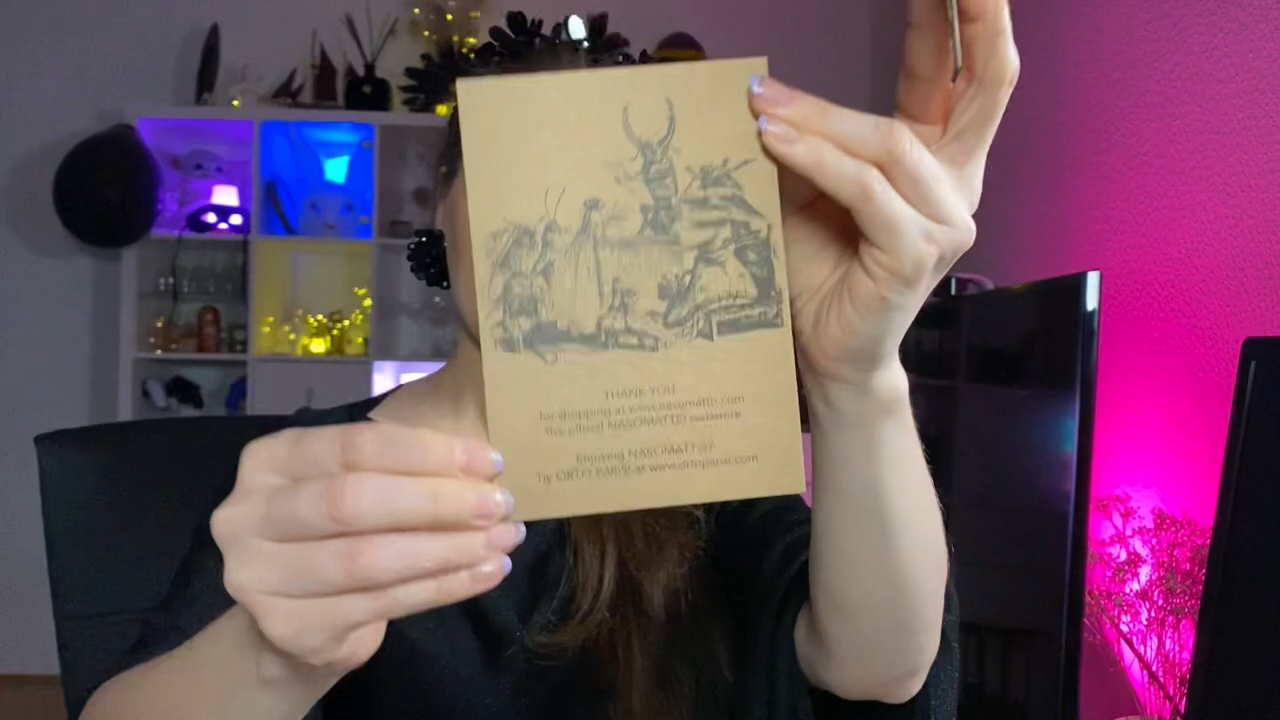 THANK YOU
for shopping at www.nasomatto.com
the official NASOMATTO webstore
Enjoying NASOMATTO?
Try ORTO PARISI at www.ortoparisi.com